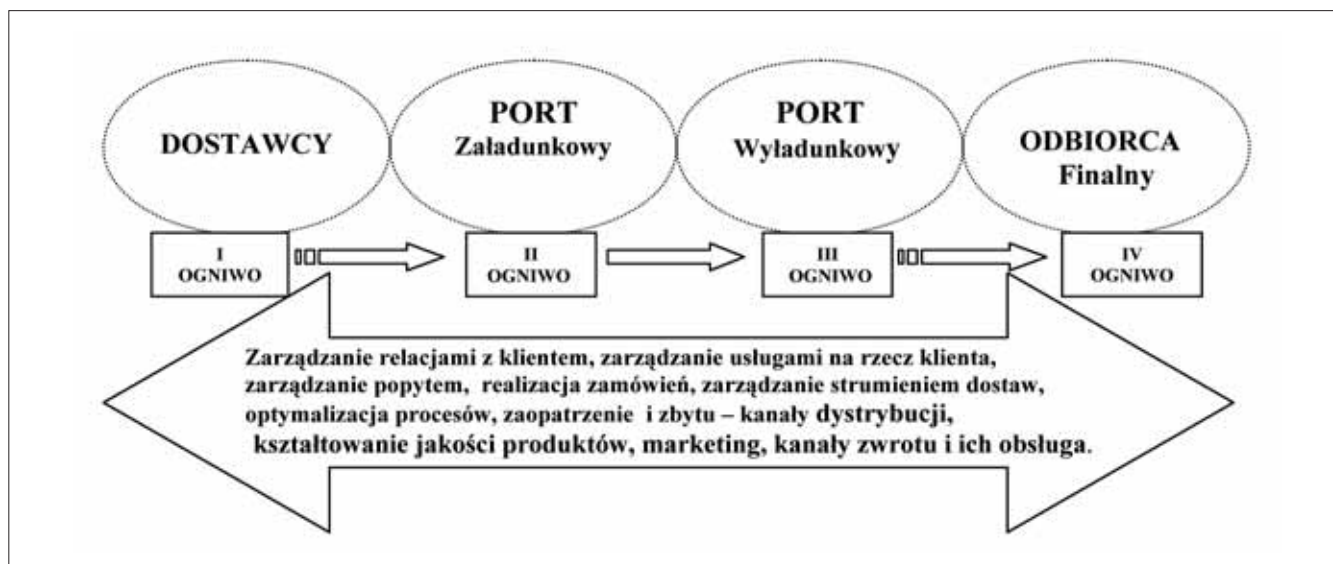 DOSTAWCY
PORT
Załadunkowy
PORT
Wyładunkowy
ODBIORCA
Finalny
I
OGNIWO
II
OGNIWO
III
OGNIWO
IV
OGNIWO
Zarządzanie relacjami z klientem, zarządzanie usługami na rzecz klienta,
zarządzanie popytem, realizacja zamówień, zarządzanie strumieniem dostaw,
optymalizacja procesów, zaopatrzenie i zbytu – kanały dystrybucji,
kształtowanie jakości produktów, marketing, kanały zwrotu i ich obsługa.